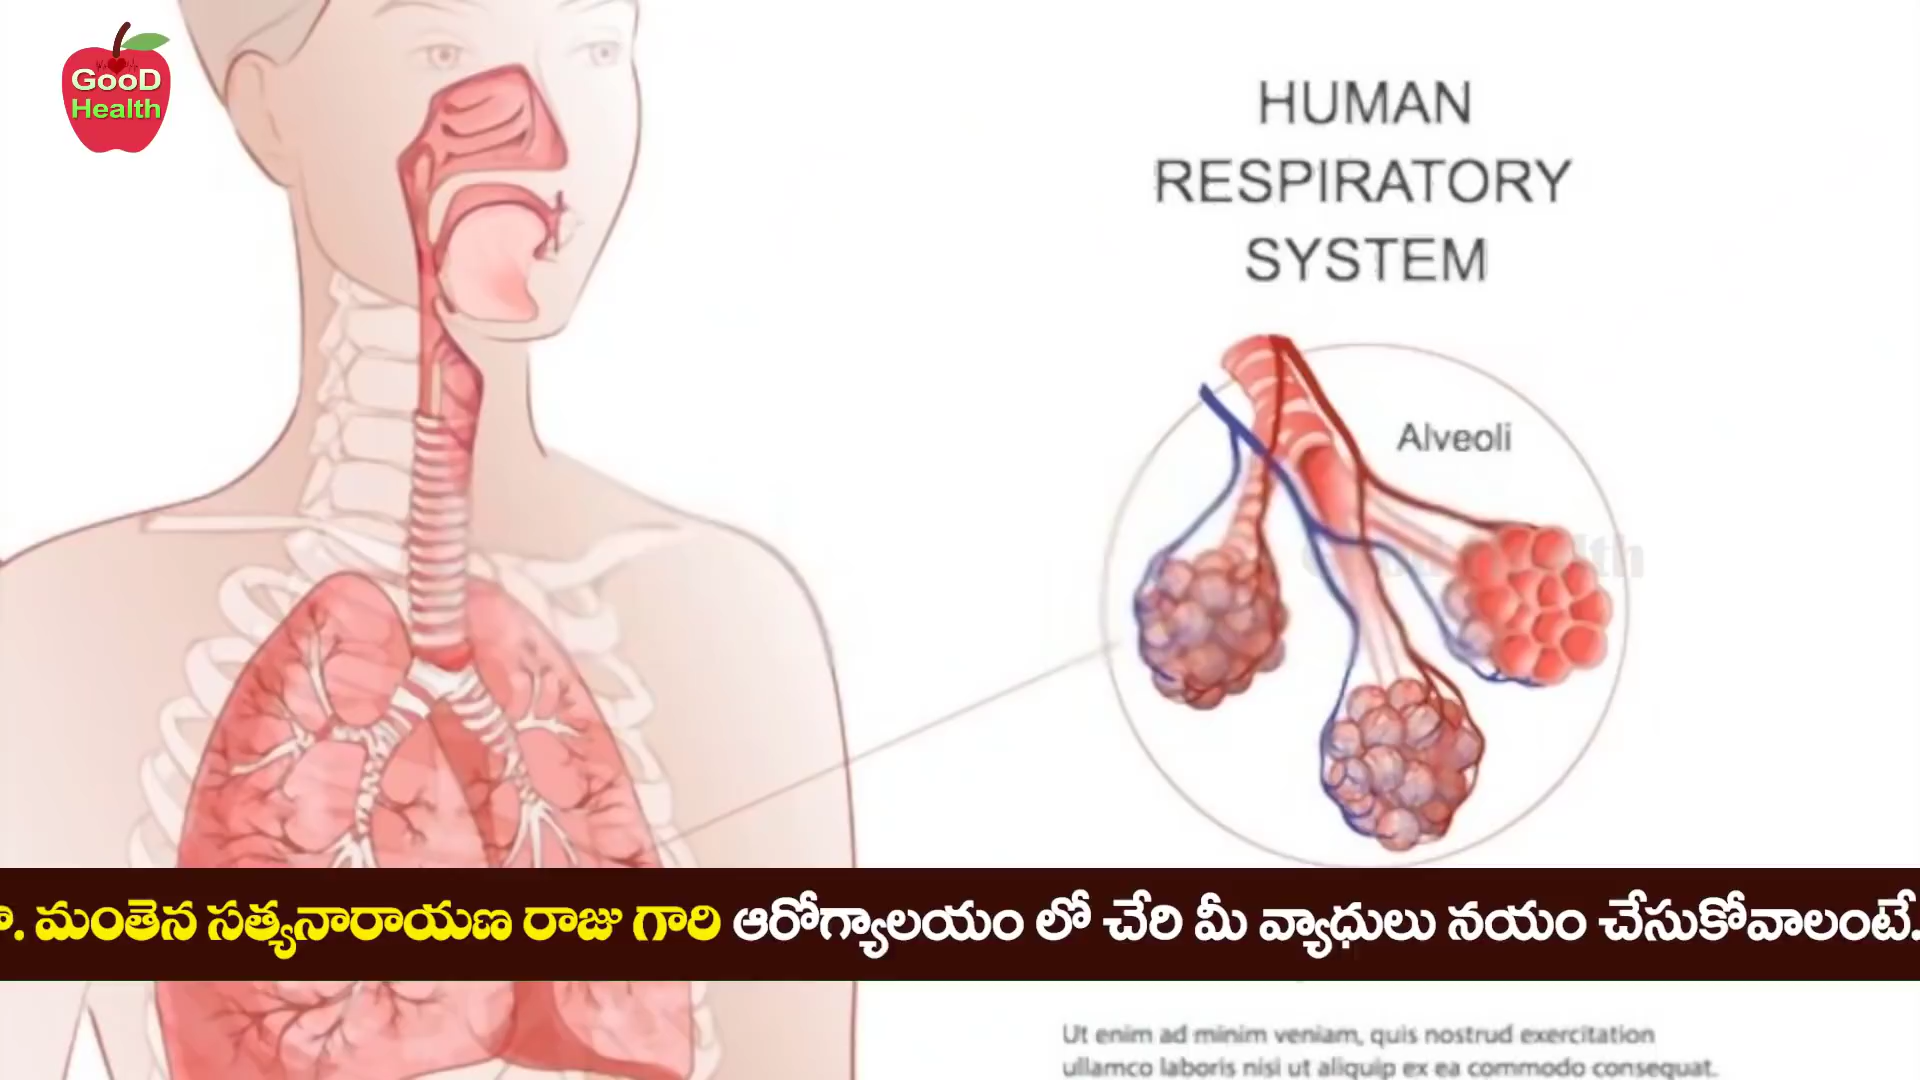 GooD
Health
HUMAN
RESPIRATORY
SYSTEM
Alveoli
. మంతెన సత్యనారాయణ రాజు గారి ఆరోగ్యాలయం లో చేరి మీ వ్యాధులు నయం చేసుకోవాలంటే.
Ut enim ad minim veniam, quis nostrud exercitation
ullamco laboris nisi ut aliquip ex ea commodo consequat.